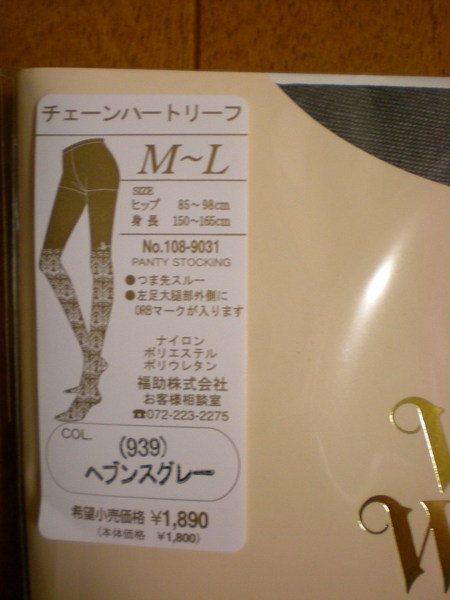 チェーンハートリーフ
M~L
SIZE
ヒップ 85~98cm
身長 150~165cm
No.108-9031
PANTY STOCKING
●つま先スルー
●左足大腿部外側に
ORBマークが入ります
ナイロン
ポリエステル
ポリウレタン
福助株式会社
お客様相談室
☎072-223-2275
COL.
(939)
ヘブンスグレー
希望小売価格 ¥1,890
(本体価格 ¥1,800)